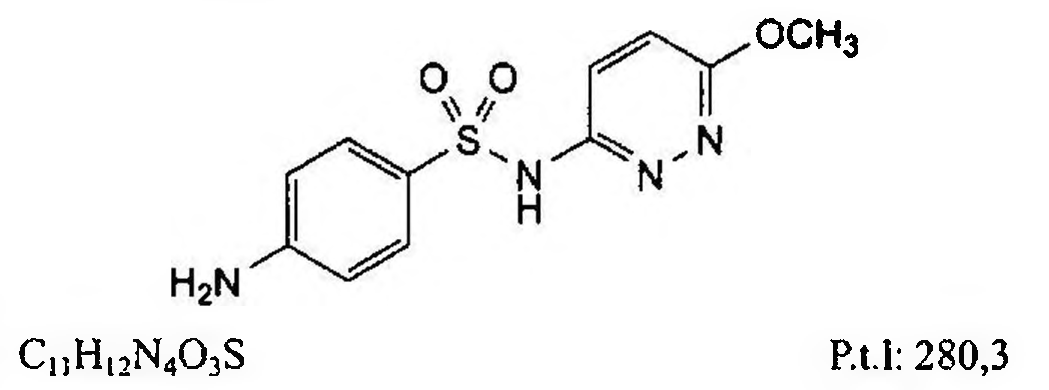 OCH₃
O O
S
N
N
N
H
H₂N
C₁₁H₁₂N₄O₃S P.t.l: 280,3